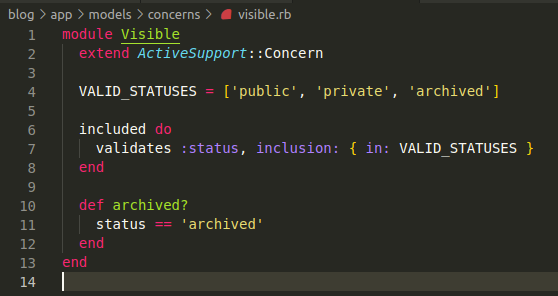 blog > app > models > concerns > visible.rb
1 module Visible
2   extend ActiveSupport::Concern
3
4   VALID_STATUSES = ['public', 'private', 'archived']
5
6   included do
7     validates :status, inclusion: { in: VALID_STATUSES }
8   end
9
10   def archived?
11     status == 'archived'
12   end
13 end
14